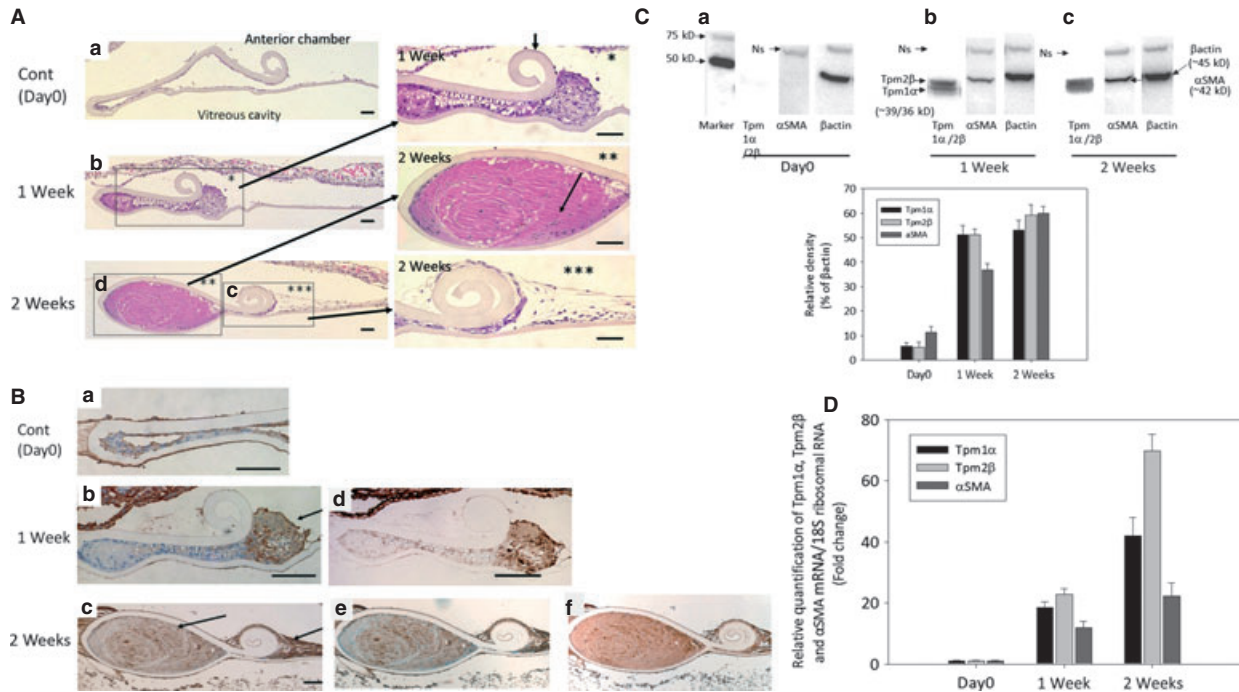 A
a
Cont
(Day0)
Anterior chamber
Vitreous cavity
1 Week
*
b
1 Week
*
2 Weeks
**
2 Weeks
d
**
c
***
2 Weeks
***
B
a
Cont
(Day0)
b
1 Week
d
c
2 Weeks
e
f
C
a
b
c
75 kD
50 kD
Ns
Ns
Ns
βactin
(~45 kD)
αSMA
(~42 kD)
Tpm2β
Tpm1α
(~39/36 kD)
Marker
Tpm
1α
/2β
αSMA
βactin
Day0
Tpm
1α/2β
αSMA
βactin
1 Week
Tpm
1α/2β
αSMA
βactin
2 Weeks
Relative density
(% of βactin)
70
60
50
40
30
20
10
0
Tpm1α
Tpm2β
aSMA
Day0
1 Week
2 Weeks
D
Relative quantification of Tpm1α, Tpm2β
and αSMA mRNA/18S ribosomal RNA
(Fold change)
80
60
40
20
0
Tpm1α
Tpm2β
αSMA
Day0
1 Week
2 Weeks